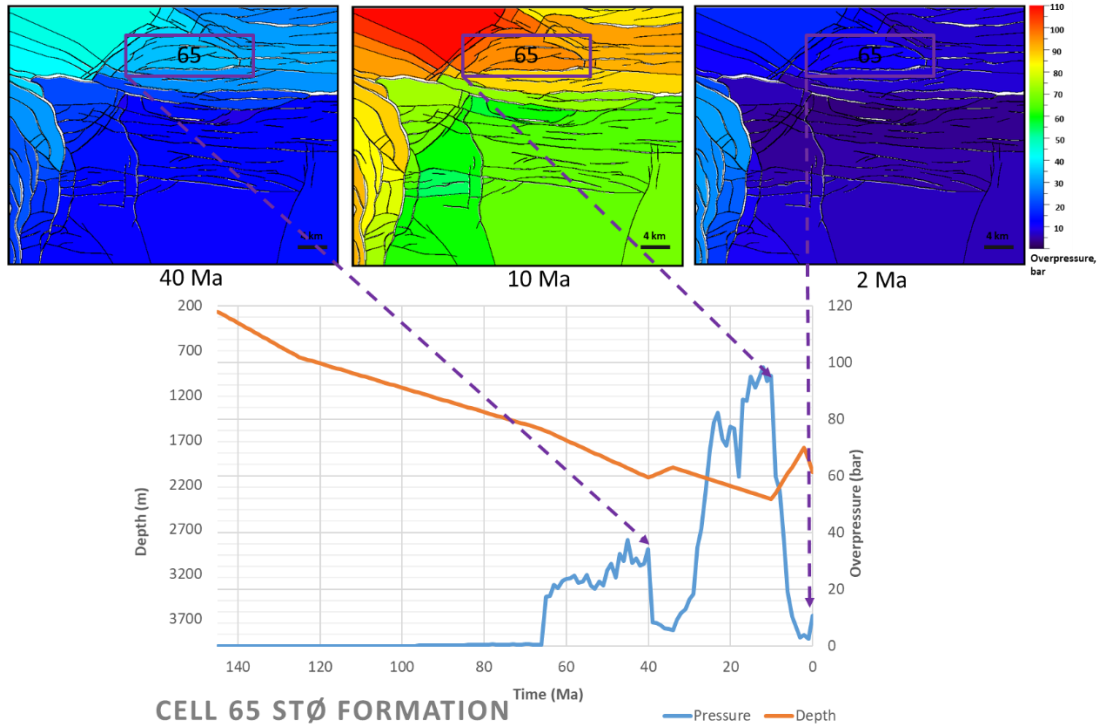 65
65
65
4 km
4 km
4 km
110
100
90
80
70
60
50
40
30
20
10
Overpressure,
bar
40 Ma
10 Ma
2 Ma
200
700
1200
1700
2200
2700
3200
3700
Depth (m)
120
100
80
60
40
20
0
Overpressure (bar)
140
120
100
80
60
40
20
0
Time (Ma)
CELL 65 STØ FORMATION
Pressure
Depth